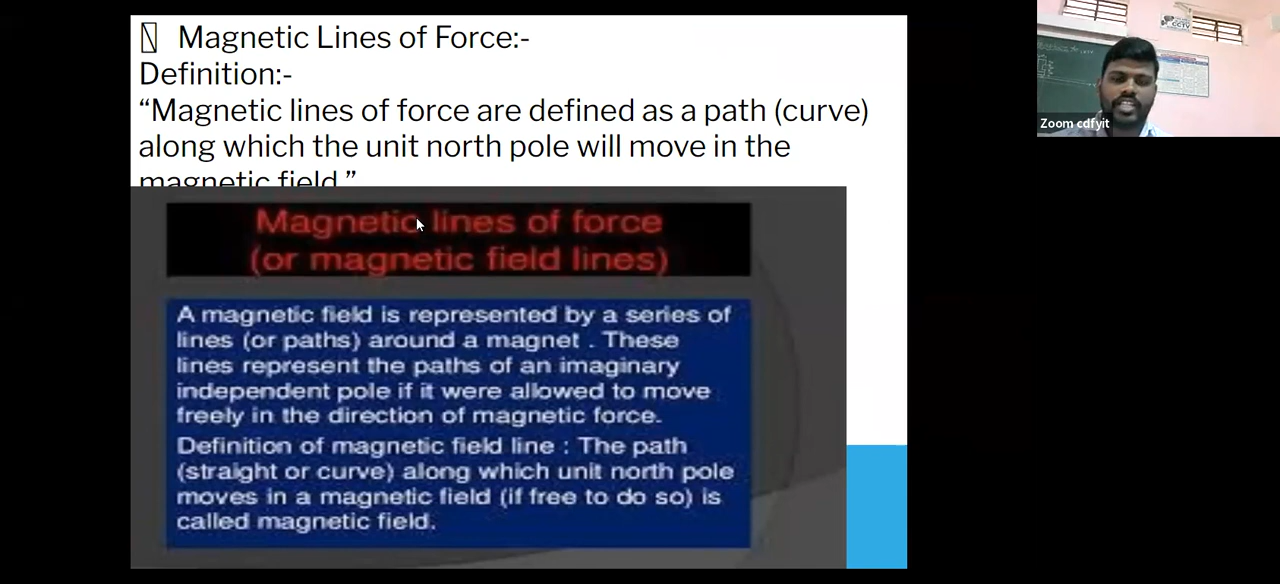 Magnetic Lines of Force:-
Definition:-
“Magnetic lines of force are defined as a path (curve)
along which the unit north pole will move in the
magnetic field.”
Magnetic lines of force
(or magnetic field lines)
A magnetic field is represented by a series of
lines (or paths) around a magnet . These
lines represent the paths of an imaginary
independent pole if it were allowed to move
freely in the direction of magnetic force.
Definition of magnetic field line : The path
(straight or curve) along which unit north pole
moves in a magnetic field (if free to do so) is
called magnetic field.
CCTV
Zoom cdfyit